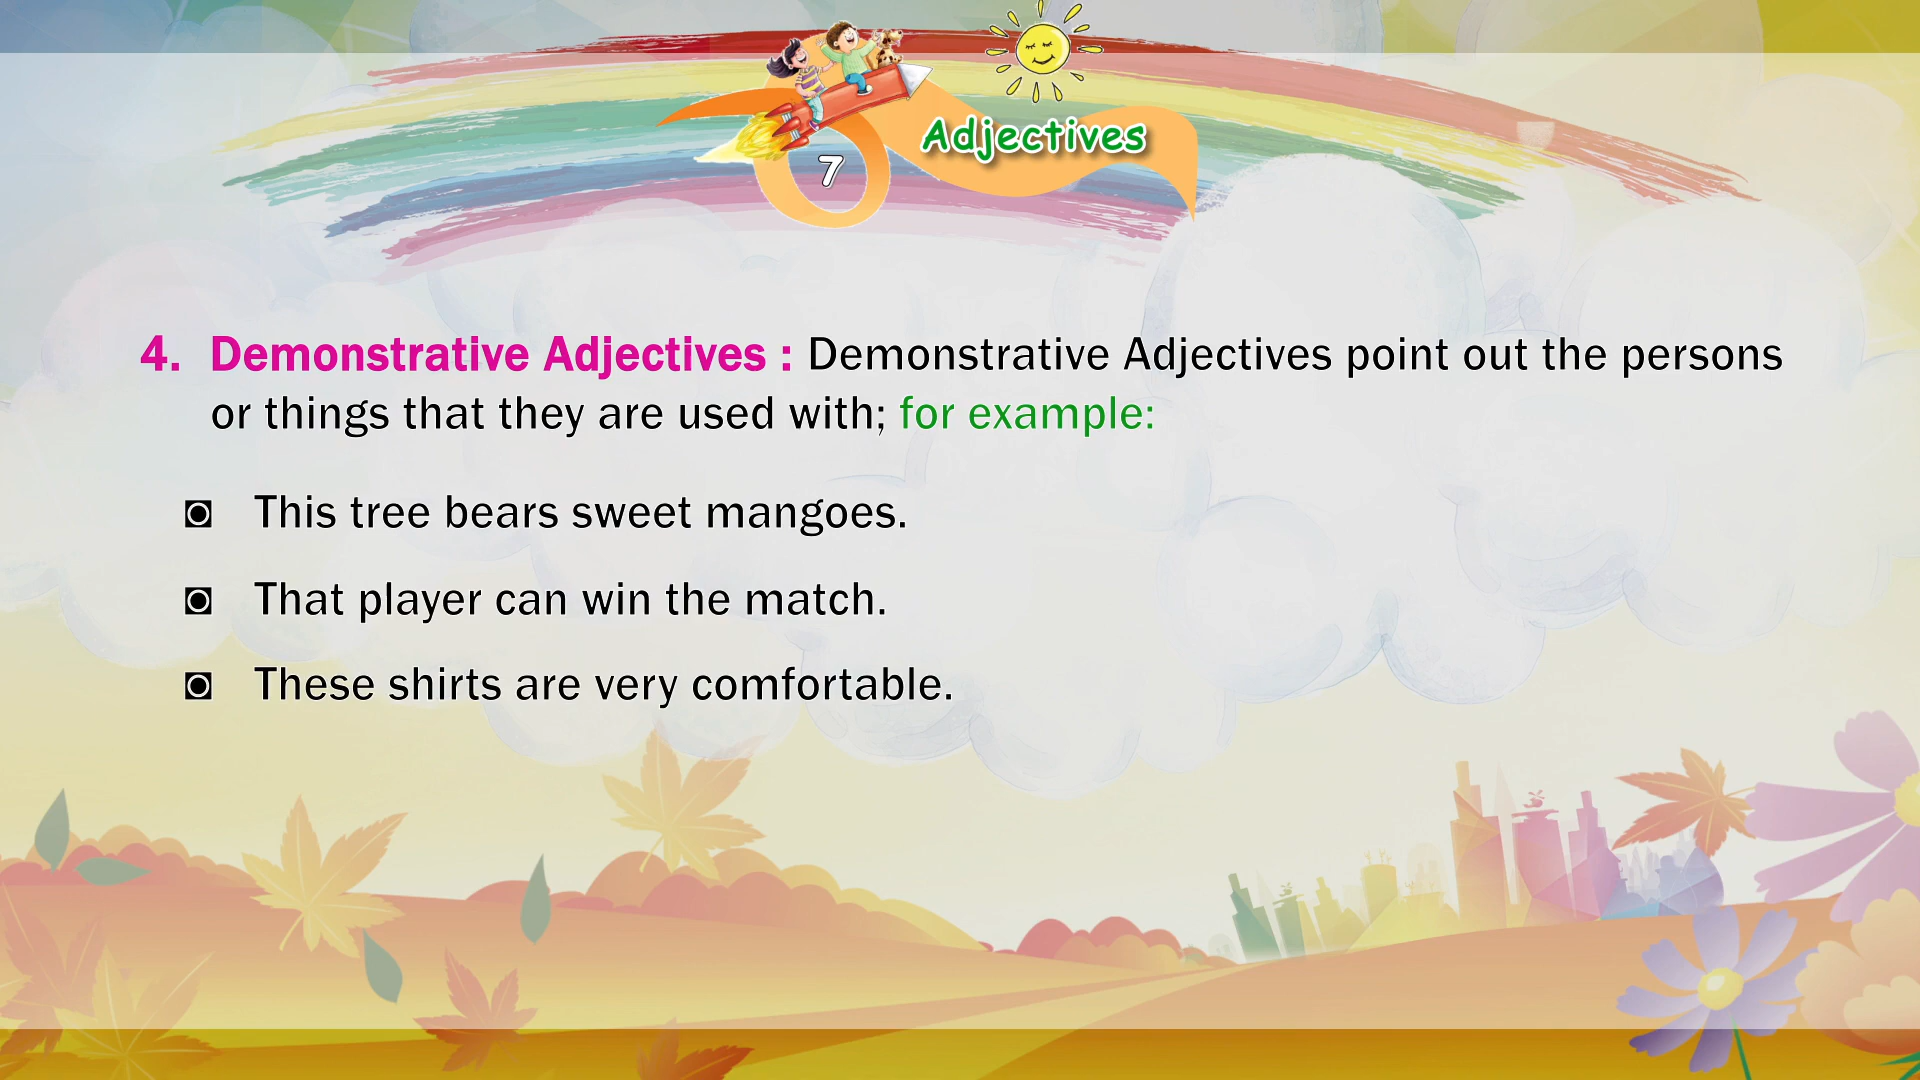 7
Adjectives
4. Demonstrative Adjectives : Demonstrative Adjectives point out the persons
or things that they are used with; for example:
◘ This tree bears sweet mangoes.
◘ That player can win the match.
◘ These shirts are very comfortable.